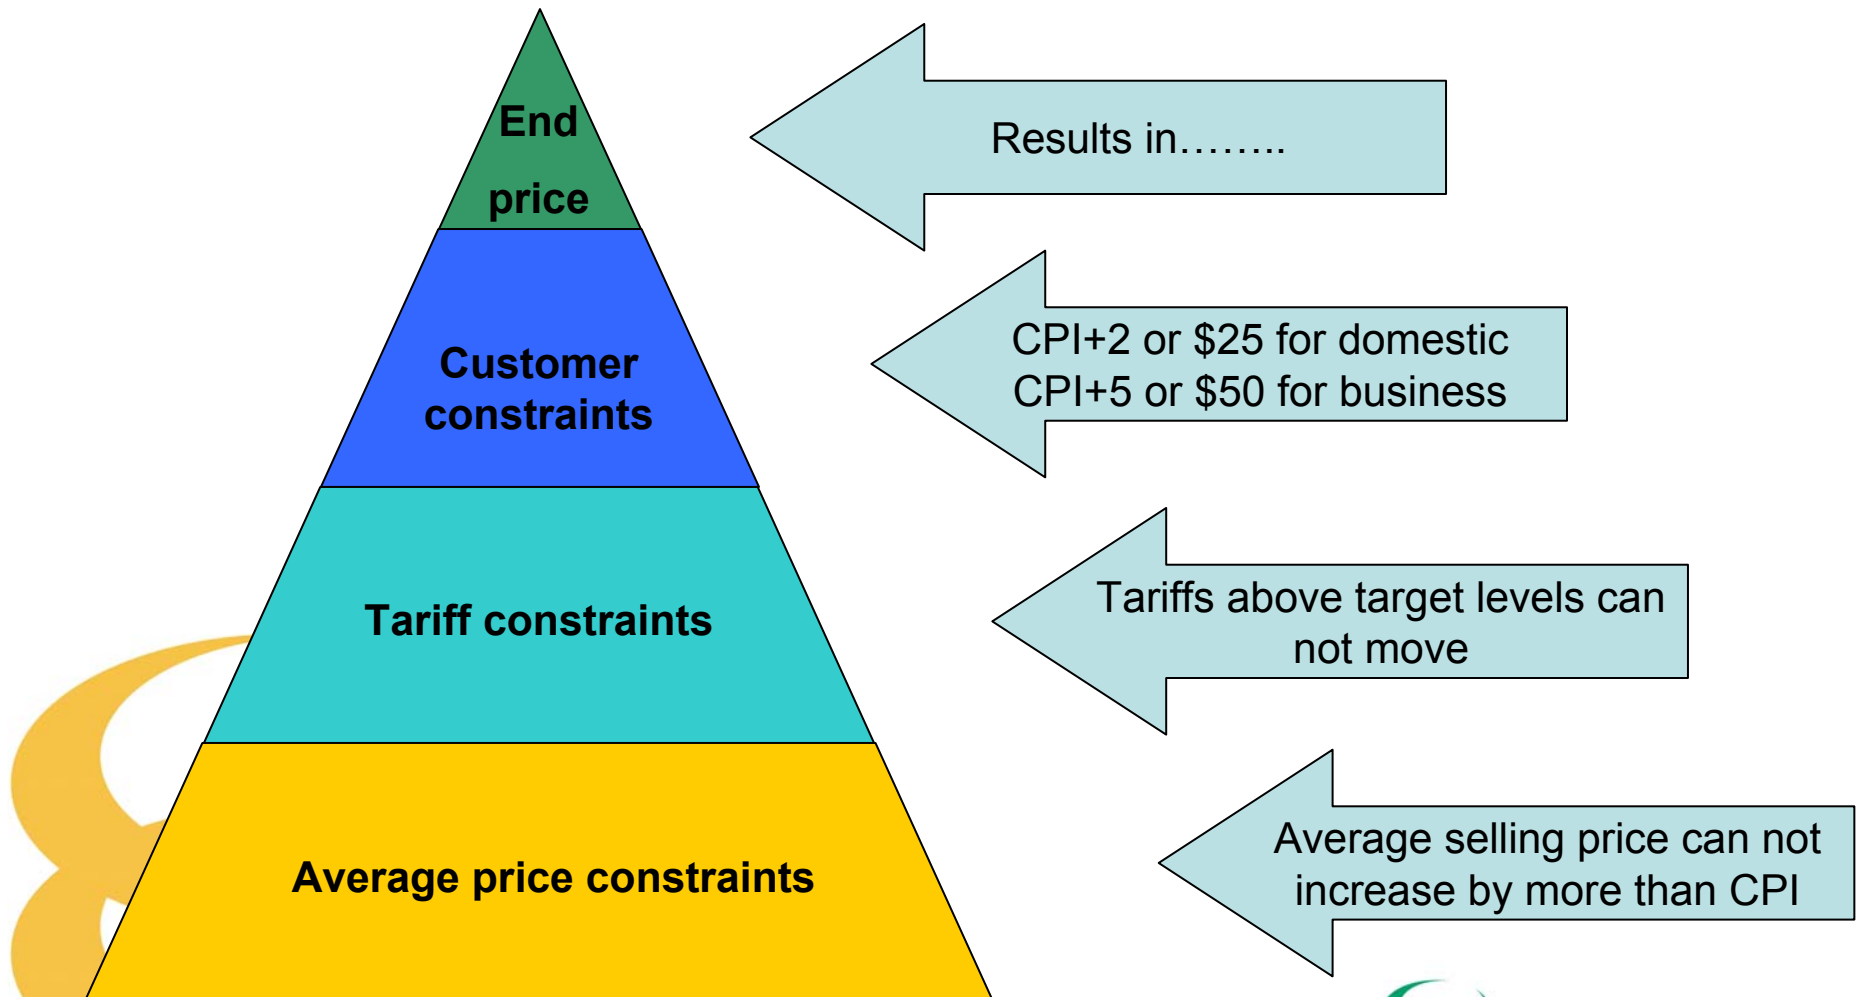 End
price
Results in……..
Customer
constraints
CPI+2 or $25 for domestic
CPI+5 or $50 for business
Tariff constraints
Tariffs above target levels can
not move
Average price constraints
Average selling price can not
increase by more than CPI